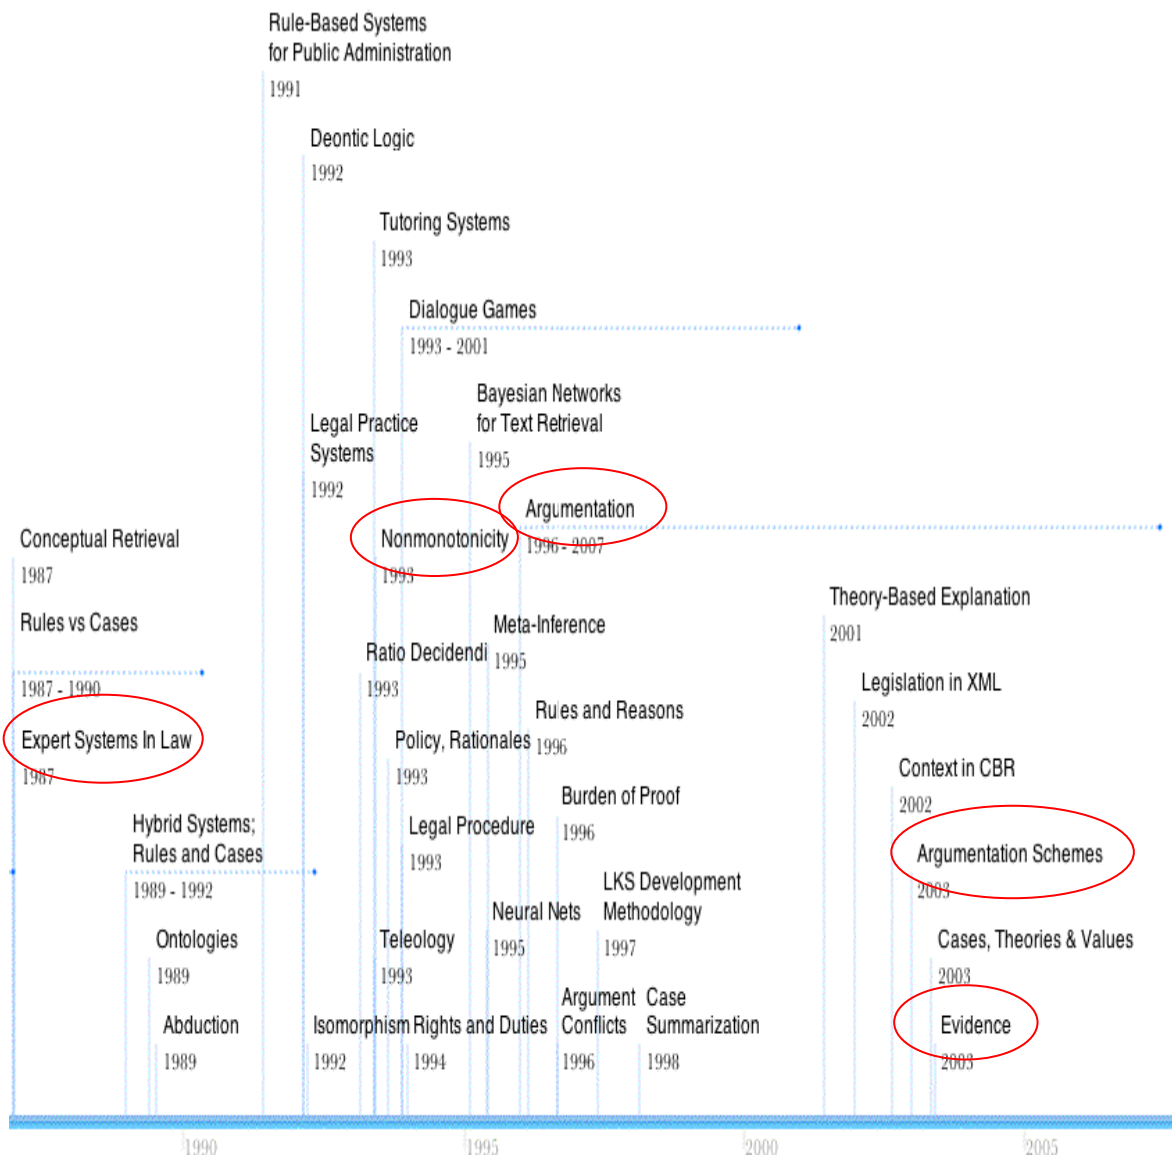 Rule-Based Systems
for Public Administration
1991
Deontic Logic
1992
Tutoring Systems
1993
Dialogue Games
1993 - 2001
Bayesian Networks
for Text Retrieval
1995
Legal Practice
Systems
1992
Argumentation
1996 - 2007
Nonmonotonicity
1993
Conceptual Retrieval
1987
Theory-Based Explanation
2001
Rules vs Cases
1987 - 1990
Meta-Inference
1995
Ratio Decidendi
1993
Legislation in XML
2002
Rules and Reasons
1996
Expert Systems In Law
1987
Policy, Rationales
1993
Context in CBR
2002
Burden of Proof
1996
Hybrid Systems;
Rules and Cases
1989 - 1992
Legal Procedure
1993
Argumentation Schemes
2003
LKS Development
Methodology
1997
Neural Nets
1995
Ontologies
1989
Teleology
1993
Cases, Theories & Values
2003
Argument
Conflicts
1996
Case
Summarization
1998
Abduction
1989
Isomorphism
1992
Rights and Duties
1994
Evidence
2003
1990
1995
2000
2005